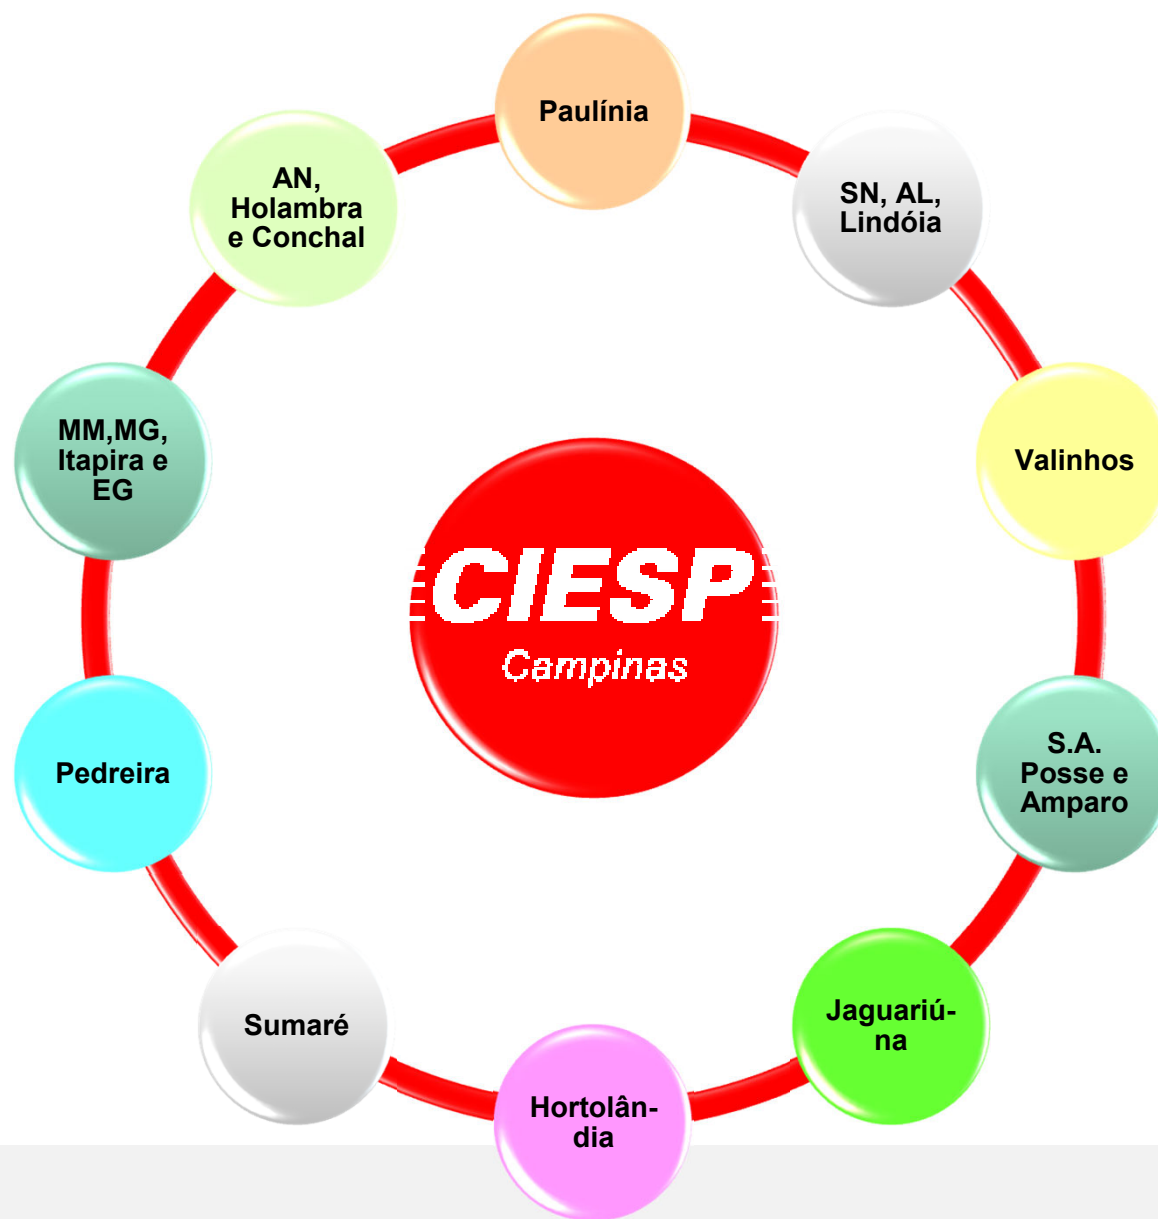 Paulínia
SN, AL,
Lindóia
Valinhos
S.A.
Posse e
Amparo
Jaguariú-
na
Hortolân-
dia
Sumaré
Pedreira
MM,MG,
Itapira e
EG
AN,
Holambra
e Conchal
CIESP
Campinas